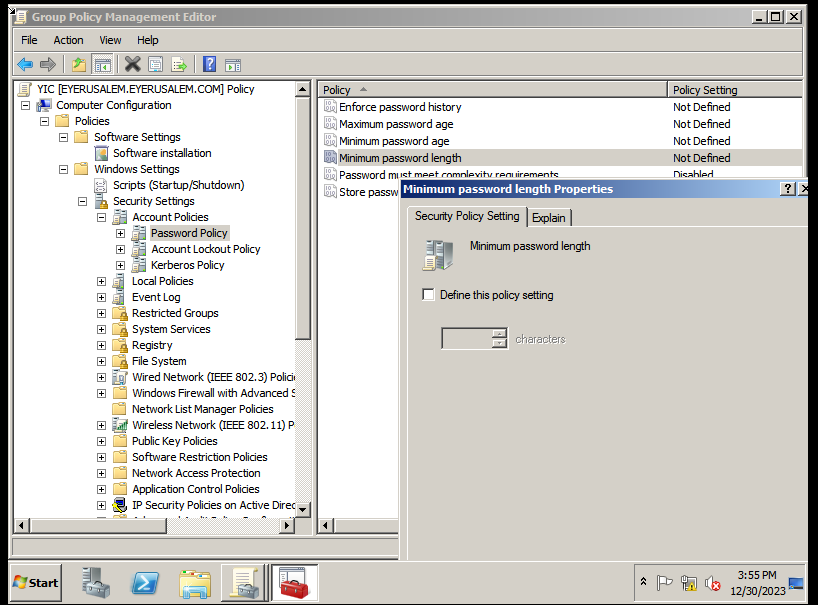 Group Policy Management Editor
File Action View Help
YIC [EYERUSALEM.EYERUSALEM.COM] Policy
Computer Configuration
Policies
Software Settings
Software installation
Windows Settings
Scripts (Startup/Shutdown)
Security Settings
Account Policies
Password Policy
Account Lockout Policy
Kerberos Policy
Local Policies
Event Log
Restricted Groups
System Services
Registry
File System
Wired Network (IEEE 802.3) Polici
Windows Firewall with Advanced S
Network List Manager Policies
Wireless Network (IEEE 802.11) P
Public Key Policies
Software Restriction Policies
Network Access Protection
Application Control Policies
IP Security Policies on Active Direc
Policy Policy Setting
Enforce password history Not Defined
Maximum password age Not Defined
Minimum password age Not Defined
Minimum password length Not Defined
Password must meet complexity requirements Disabled
Store passw
Minimum password length Properties
Security Policy Setting Explain
Minimum password length
Define this policy setting
characters
Start
3:55 PM
12/30/2023